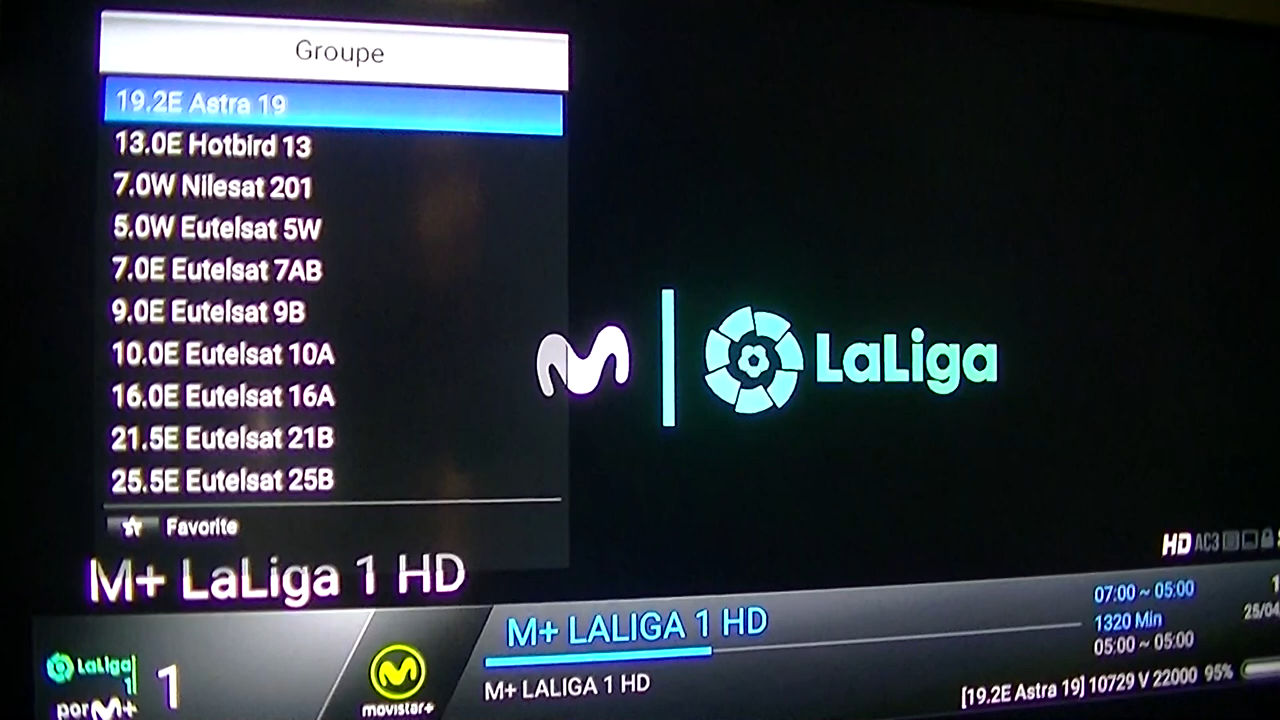 Groupe
19.2E Astra 19
13.0E Hotbird 13
7.0W Nilesat 201
5.0W Eutelsat 5W
7.0E Eutelsat 7AB
9.0E Eutelsat 9B
10.0E Eutelsat 10A
16.0E Eutelsat 16A
21.5E Eutelsat 21B
25.5E Eutelsat 25B
Favorite
LaLiga
M+ LaLiga 1 HD
HD AC3
M+ LALIGA 1 HD
07:00 ~ 05:00
1320 Min
25/04
05:00 ~ 05:00
LaLiga
1
por M+
1
movistar+
M+ LALIGA 1 HD
[19.2E Astra 19] 10729 V 22000 95%